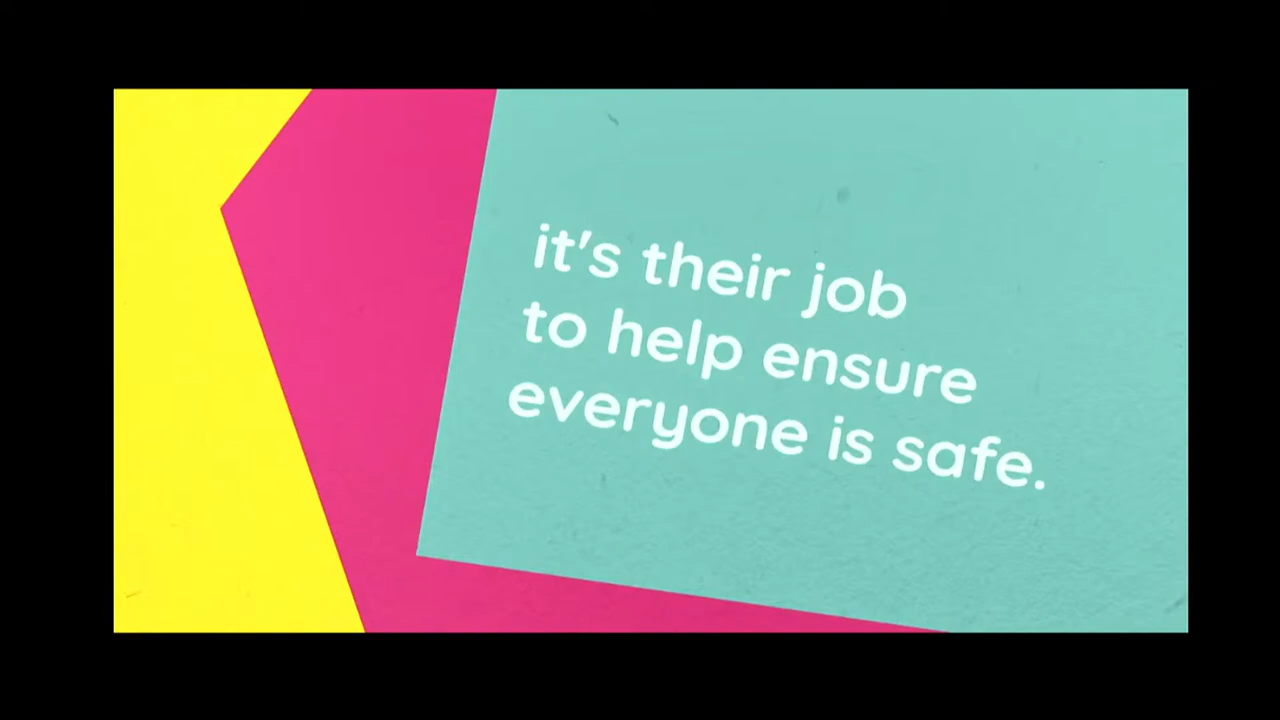 it's their job
to help ensure
everyone is safe.